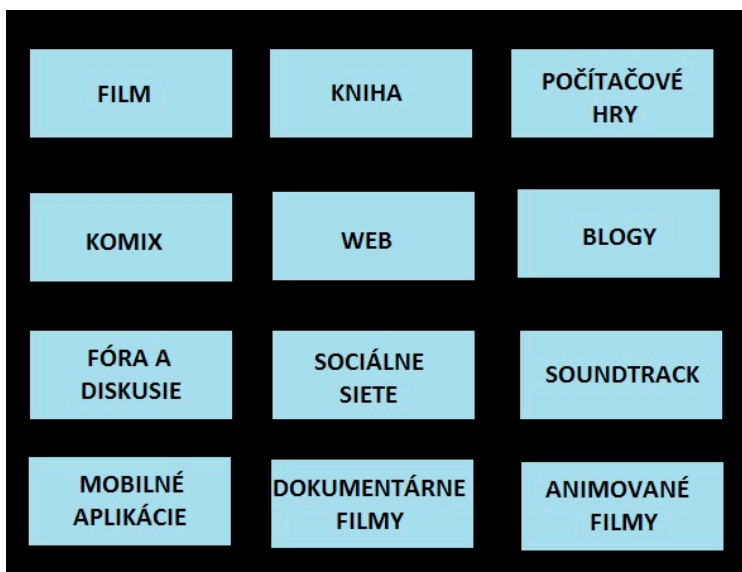 FILM
KNIHA
POČÍTAČOVÉ
HRY
KOMIX
WEB
BLOGY
FÓRA A
DISKUSIE
SOCIÁLNE
SIETE
SOUNDTRACK
MOBILNÉ
APLIKÁCIE
DOKUMENTÁRNE
FILMY
ANIMOVANÉ
FILMY